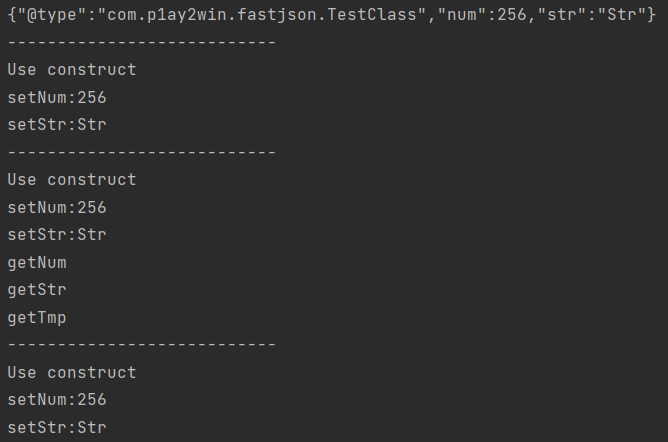 {"@type":"com.p1ay2win.fastjson.TestClass","num":256,"str":"Str"}
---------------------------
Use construct
setNum:256
setStr:Str
---------------------------
Use construct
setNum:256
setStr:Str
getNum
getStr
getTmp
---------------------------
Use construct
setNum:256
setStr:Str